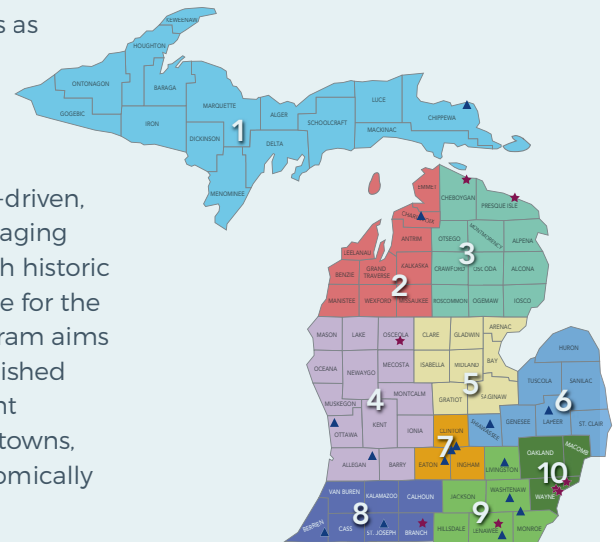 s as
-driven,
aging
h historic
e for the
ram aims
ished
nt
towns,
omically
KEWEENAW
HOUGHTON
ONTONAGON
BARAGA
GOGEBIC
IRON
MARQUETTE
DICKINSON
1
MENOMINEE
ALGER
DELTA
SCHOOLCRAFT
LUCE
MACKINAC
CHIPPEWA
EMMET
CHEBOYGAN
PRESQUE ISLE
CHARLEVOIX
ANTRIM
OTSEGO
MONTMORENCY
ALPENA
3
LEELANAU
BENZIE
GRAND
TRAVERSE
KALKASKA
CRAWFORD
OSCODA
ALCONA
2
MANISTEE
WEXFORD
MISSAUKEE
ROSCOMMON
OGEMAW
IOSCO
MASON
LAKE
OSCEOLA
CLARE
GLADWIN
ARENAC
HURON
OCEANA
NEWAYGO
MECOSTA
ISABELLA
MIDLAND
BAY
5
TUSCOLA
SANILAC
MUSKEGON
MONTCALM
GRATIOT
SAGINAW
4
6
OTTAWA
KENT
IONIA
CLINTON
SHIAWASSEE
GENESEE
LAPEER
ST. CLAIR
7
ALLEGAN
BARRY
EATON
INGHAM
LIVINGSTON
OAKLAND
MACOMB
10
VAN BUREN
KALAMAZOO
CALHOUN
JACKSON
WASHTENAW
WAYNE
8
9
BERRIEN
CASS
ST. JOSEPH
BRANCH
HILLSDALE
LENAWEE
MONROE